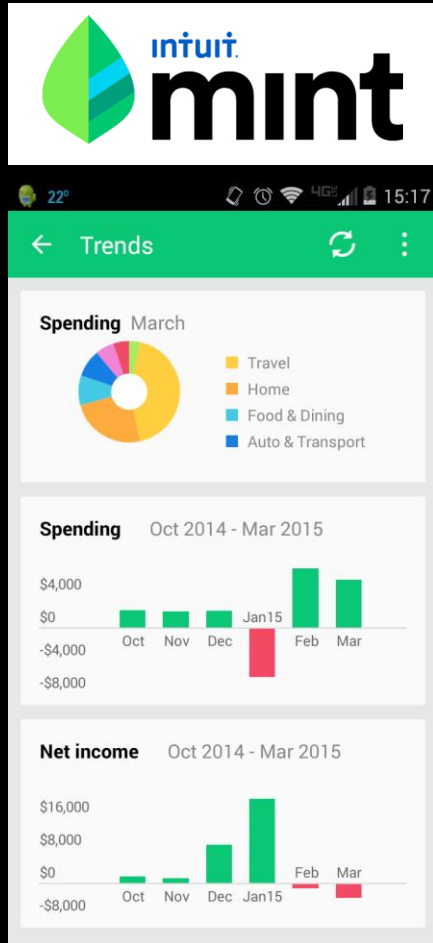 intuit
mint
22° 4G 15:17
Trends
Spending March
Travel
Home
Food & Dining
Auto & Transport
Spending Oct 2014 - Mar 2015
$4,000
$0
-$4,000
-$8,000
Oct Nov Dec Jan15 Feb Mar
Net income Oct 2014 - Mar 2015
$16,000
$8,000
$0
-$8,000
Oct Nov Dec Jan15 Feb Mar